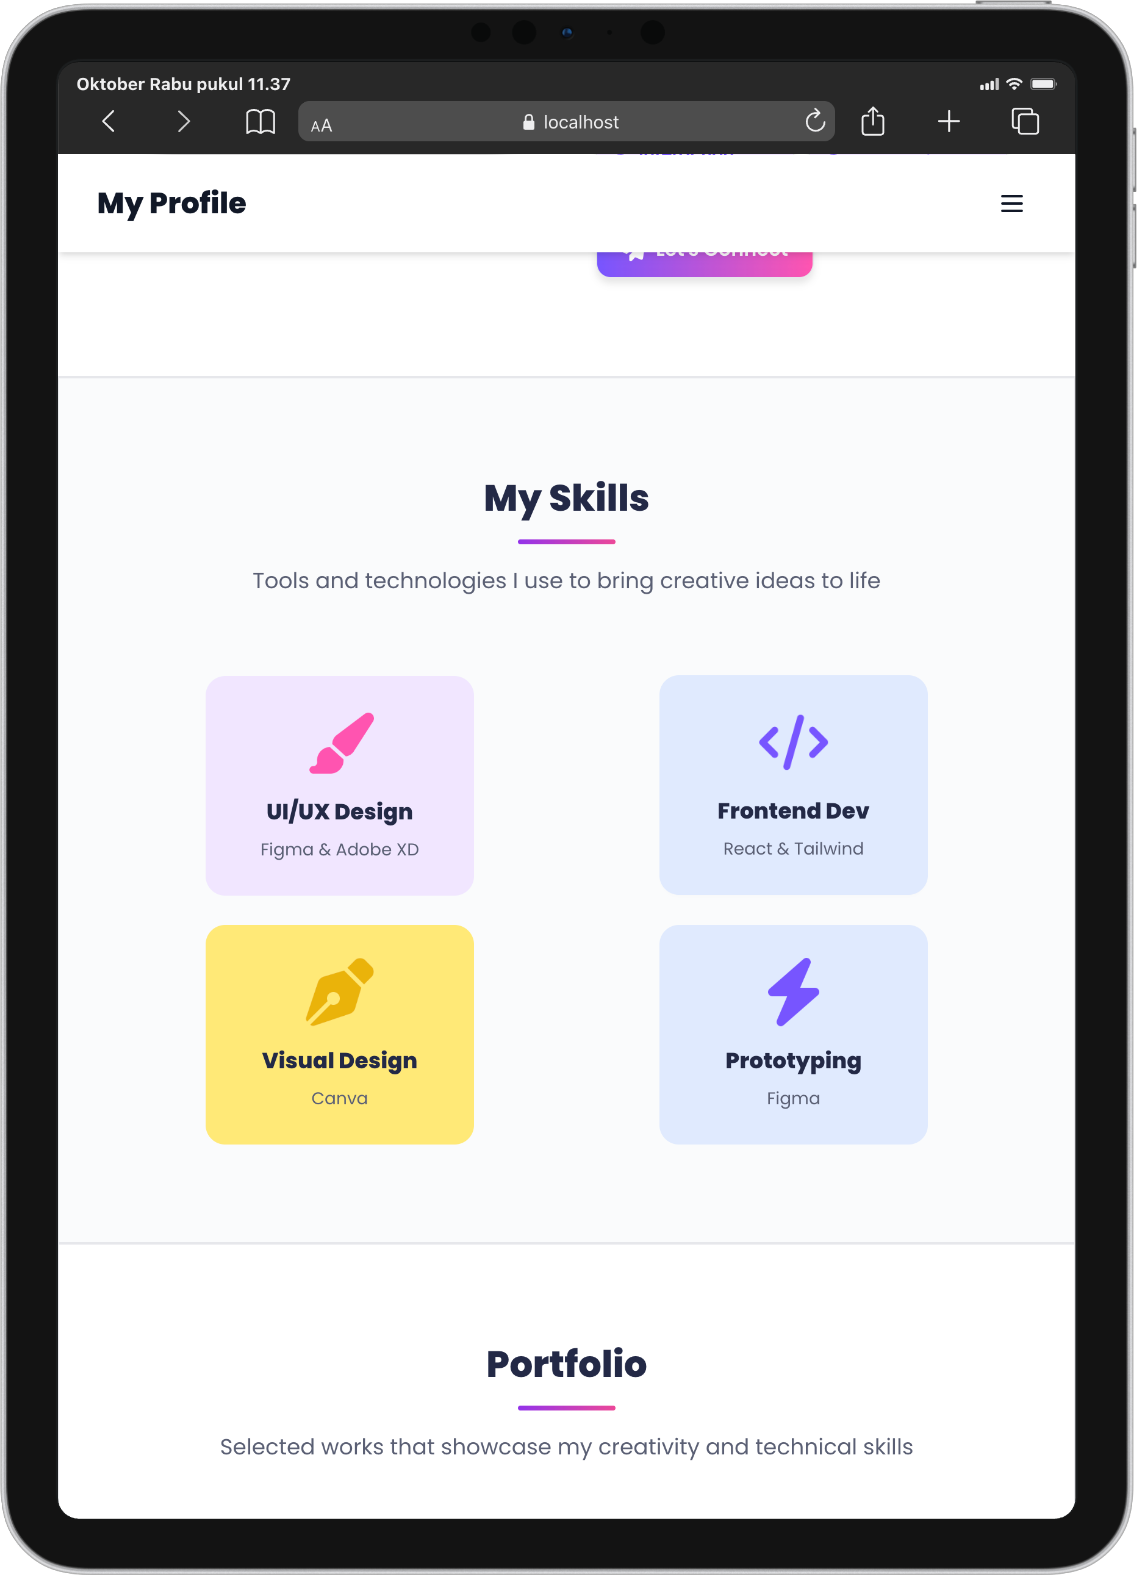 Oktober Rabu pukul 11.37
AA
localhost
My Profile
Let's Connect
My Skills
Tools and technologies I use to bring creative ideas to life
UI/UX Design
Figma & Adobe XD
Frontend Dev
React & Tailwind
Visual Design
Canva
Prototyping
Figma
Portfolio
Selected works that showcase my creativity and technical skills